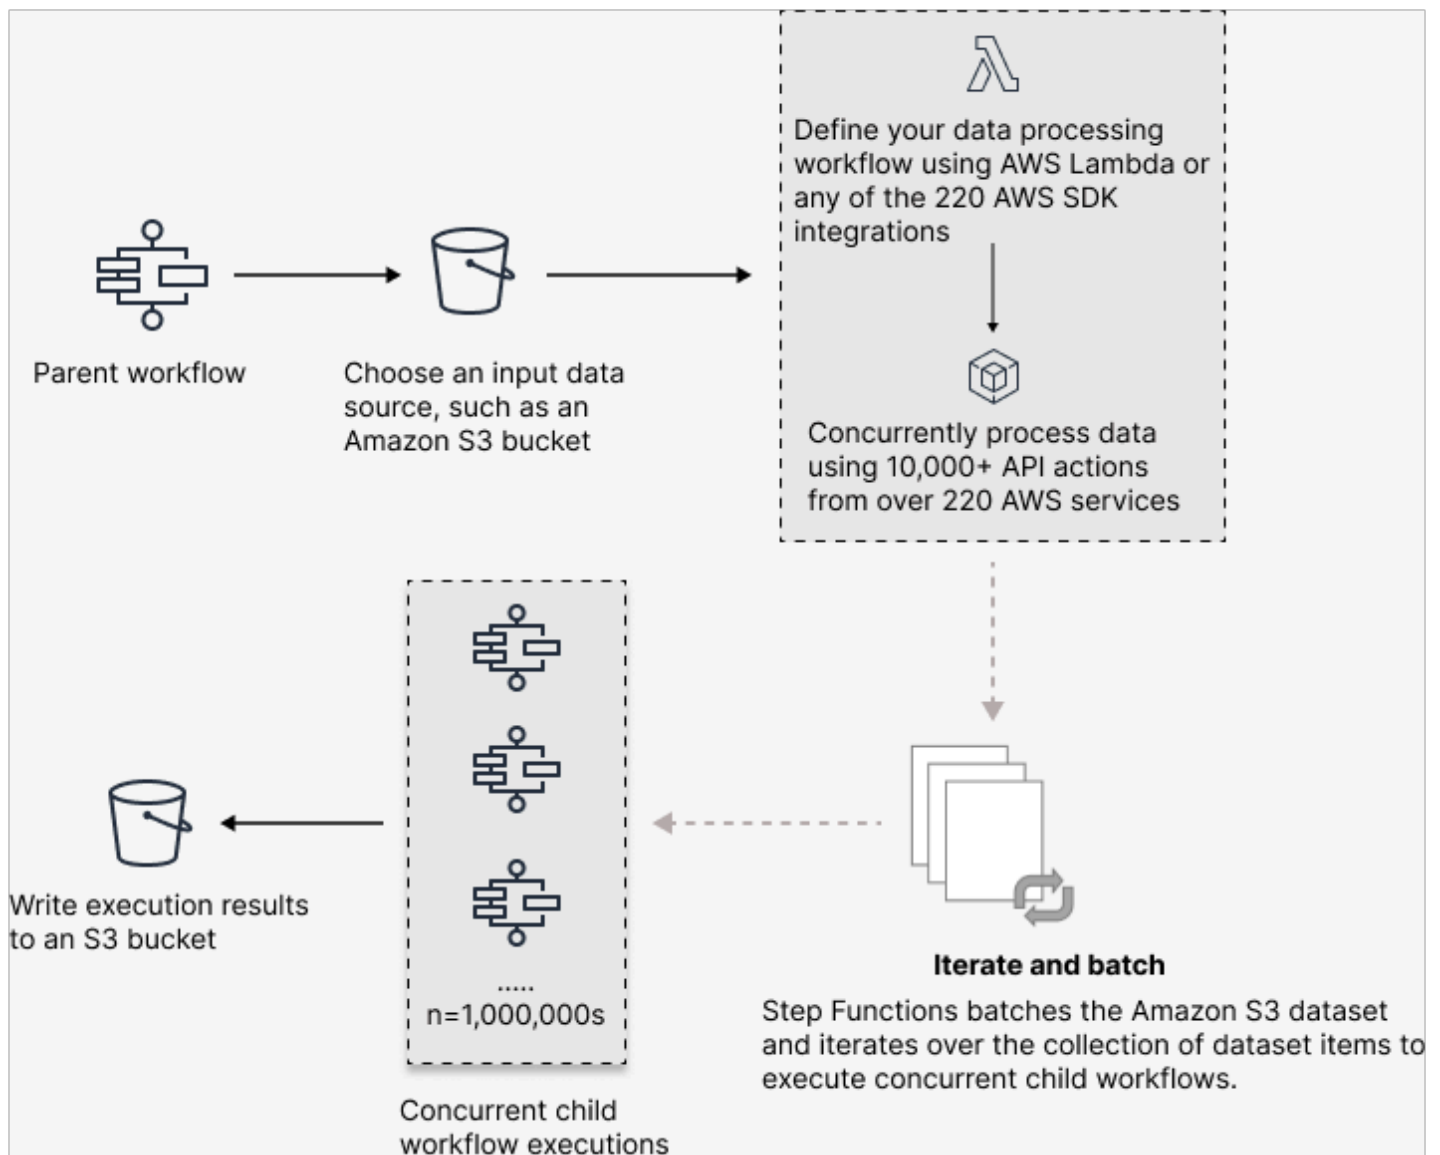 Define your data processing
workflow using AWS Lambda or
any of the 220 AWS SDK
integrations
Parent workflow
Choose an input data
source, such as an
Amazon S3 bucket
Concurrently process data
using 10,000+ API actions
from over 220 AWS services
Iterate and batch
Step Functions batches the Amazon S3 dataset
and iterates over the collection of dataset items to
execute concurrent child workflows.
.....
n=1,000,000s
Concurrent child
workflow executions
Write execution results
to an S3 bucket